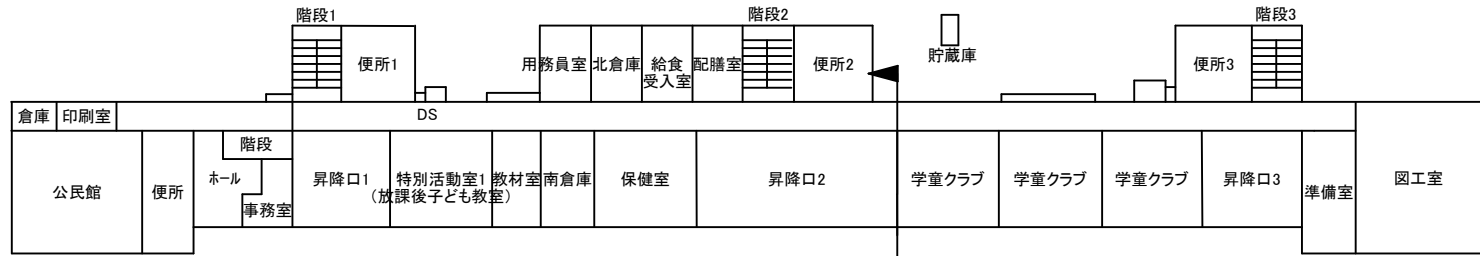 階段1
階段2
階段3
便所1
用務員室
北倉庫
給食
受入室
配膳室
便所2
貯蔵庫
便所3
倉庫
印刷室
DS
階段
公民館
便所
ホール
事務室
昇降口1
特別活動室1
(放課後子ども教室)
教材室
南倉庫
保健室
昇降口2
学童クラブ
学童クラブ
学童クラブ
昇降口3
準備室
図工室